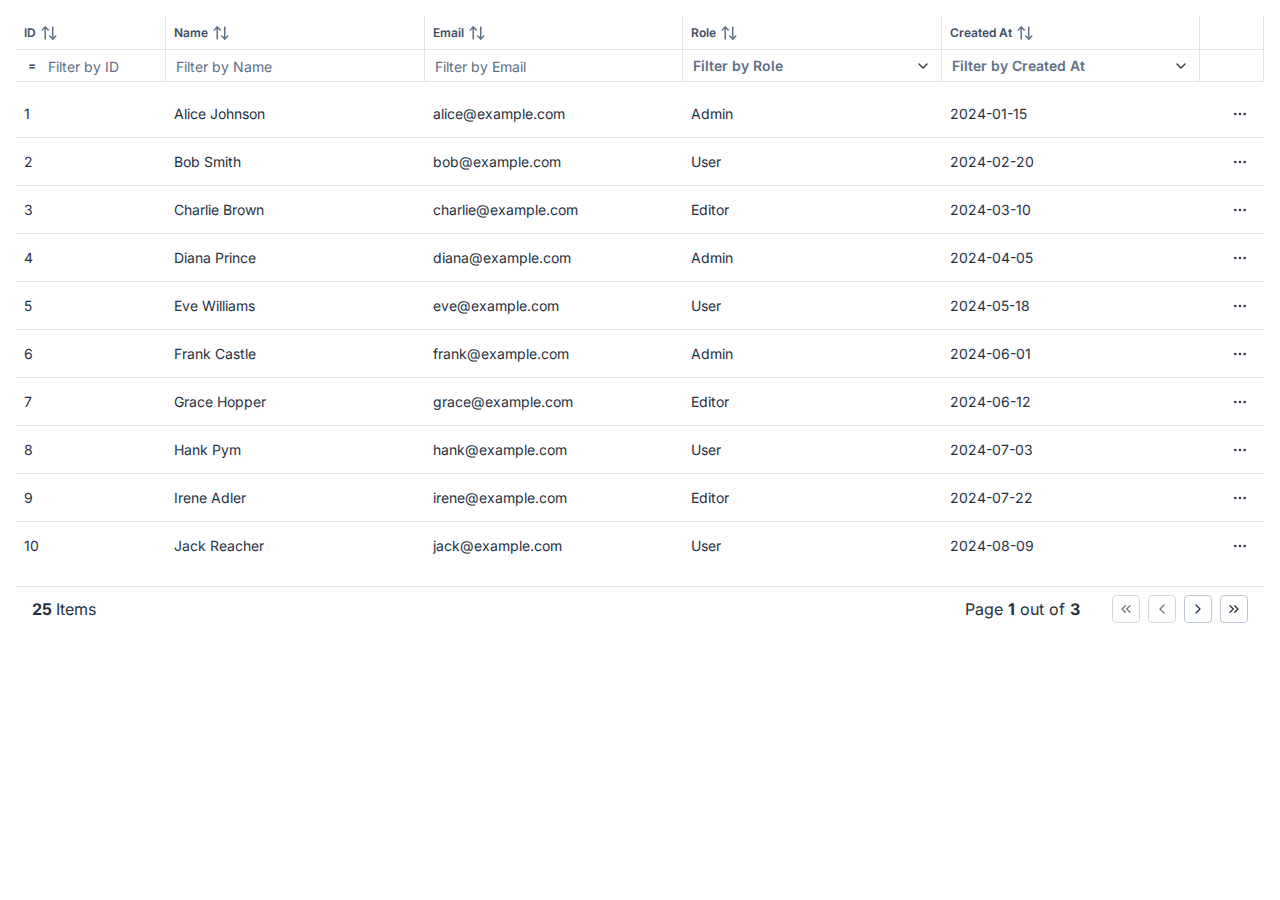 ID Name Email Role Created At
= Filter by ID Filter by Name Filter by Email Filter by Role Filter by Created At
1 Alice Johnson alice@example.com Admin 2024-01-15 ...
2 Bob Smith bob@example.com User 2024-02-20 ...
3 Charlie Brown charlie@example.com Editor 2024-03-10 ...
4 Diana Prince diana@example.com Admin 2024-04-05 ...
5 Eve Williams eve@example.com User 2024-05-18 ...
6 Frank Castle frank@example.com Admin 2024-06-01 ...
7 Grace Hopper grace@example.com Editor 2024-06-12 ...
8 Hank Pym hank@example.com User 2024-07-03 ...
9 Irene Adler irene@example.com Editor 2024-07-22 ...
10 Jack Reacher jack@example.com User 2024-08-09 ...
25 Items Page 1 out of 3